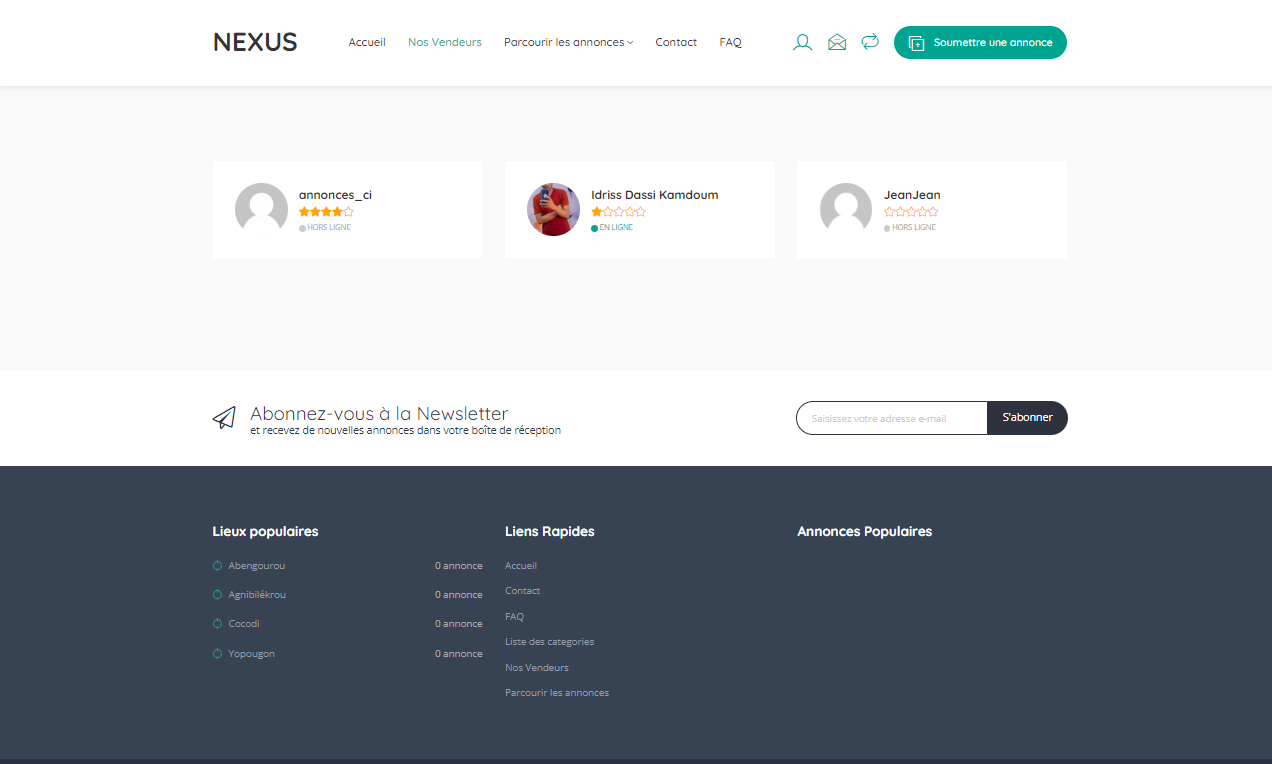 NEXUS
Accueil
Nos Vendeurs
Parcourir les annonces
Contact
FAQ
Soumettre une annonce
annonces_ci
HORS LIGNE
Idriss Dassi Kamdoum
EN LIGNE
JeanJean
HORS LIGNE
Abonnez-vous à la Newsletter
et recevez de nouvelles annonces dans votre boîte de réception
Saisissez votre adresse e-mail
S'abonner
Lieux populaires
Abengourou 0 annonce
Agnibilékrou 0 annonce
Cocodi 0 annonce
Yopougon 0 annonce
Liens Rapides
Accueil
Contact
FAQ
Liste des categories
Nos Vendeurs
Parcourir les annonces
Annonces Populaires